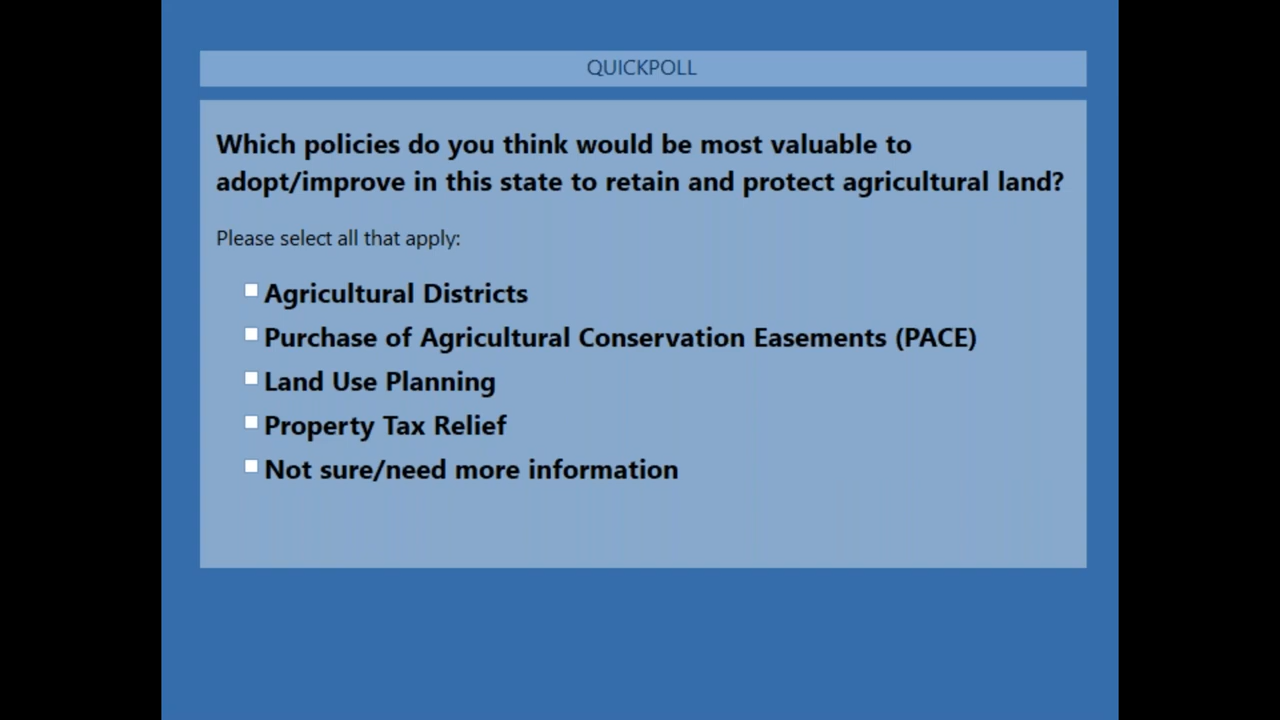 QUICKPOLL
Which policies do you think would be most valuable to
adopt/improve in this state to retain and protect agricultural land?
Please select all that apply:
Agricultural Districts
Purchase of Agricultural Conservation Easements (PACE)
Land Use Planning
Property Tax Relief
Not sure/need more information